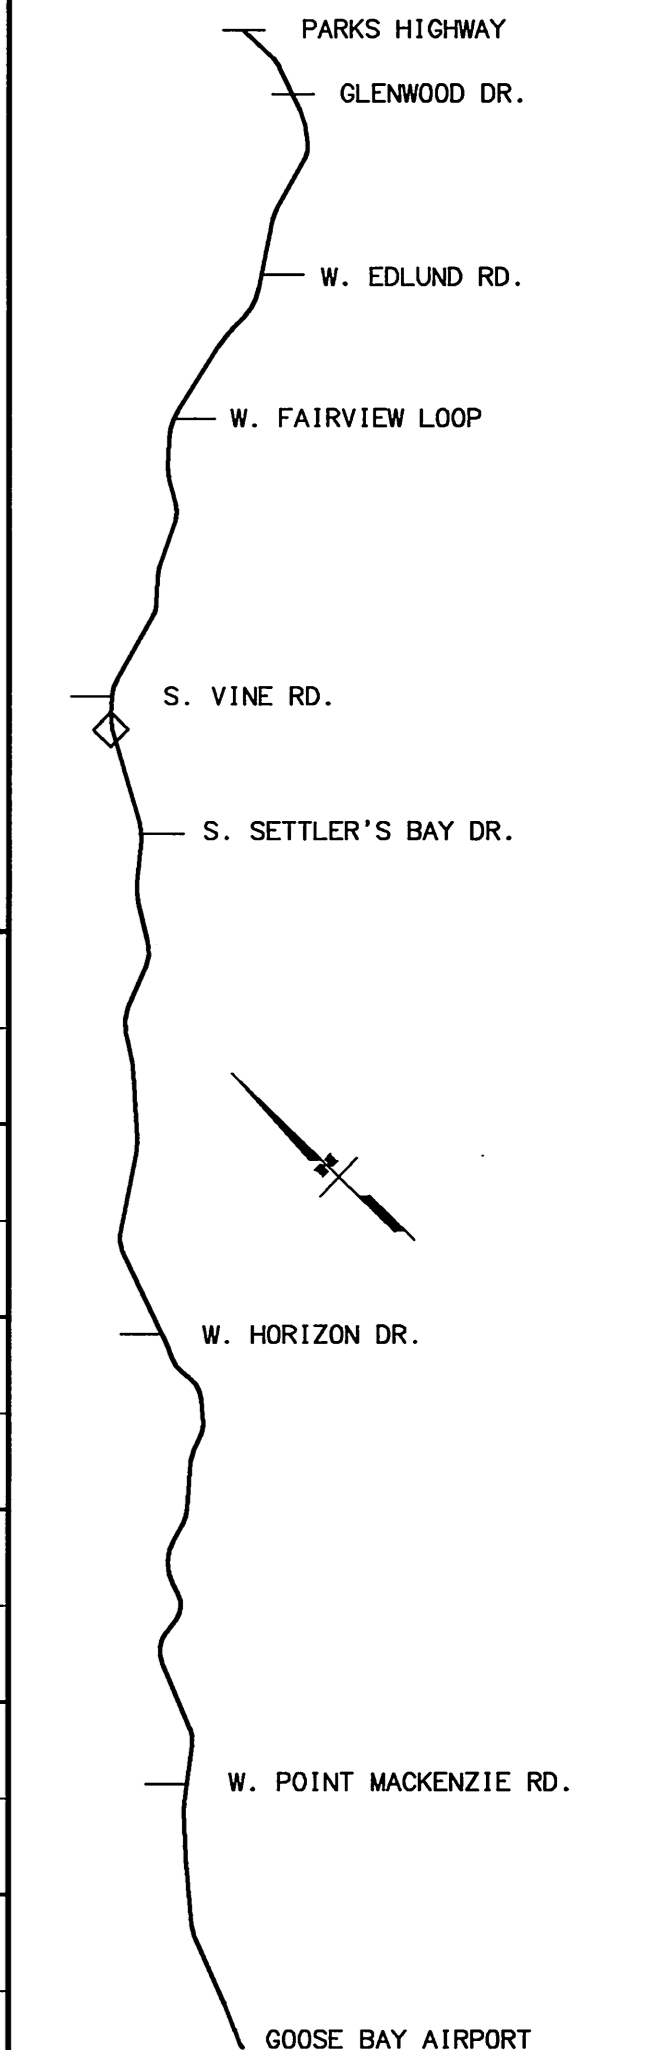 PARKS HIGHWAY
GLENWOOD DR.
W. EDLUND RD.
W. FAIRVIEW LOOP
S. VINE RD.
S. SETTLER'S BAY DR.
W. HORIZON DR.
W. POINT MACKENZIE RD.
GOOSE BAY AIRPORT